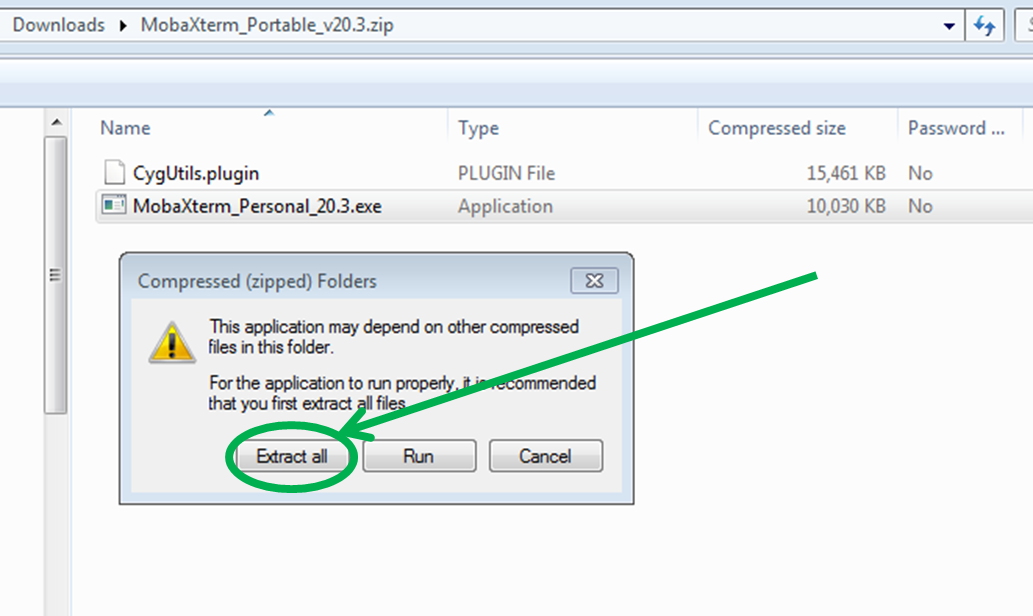 Downloads MobaXterm_Portable_v20.3.zip
Name Type Compressed size Password ...
CygUtils.plugin PLUGIN File 15,461 KB No
MobaXterm_Personal_20.3.exe Application 10,030 KB No
Compressed (zipped) Folders
This application may depend on other compressed
files in this folder.
For the application to run properly, it is recommended
that you first extract all files.
Extract all Run Cancel